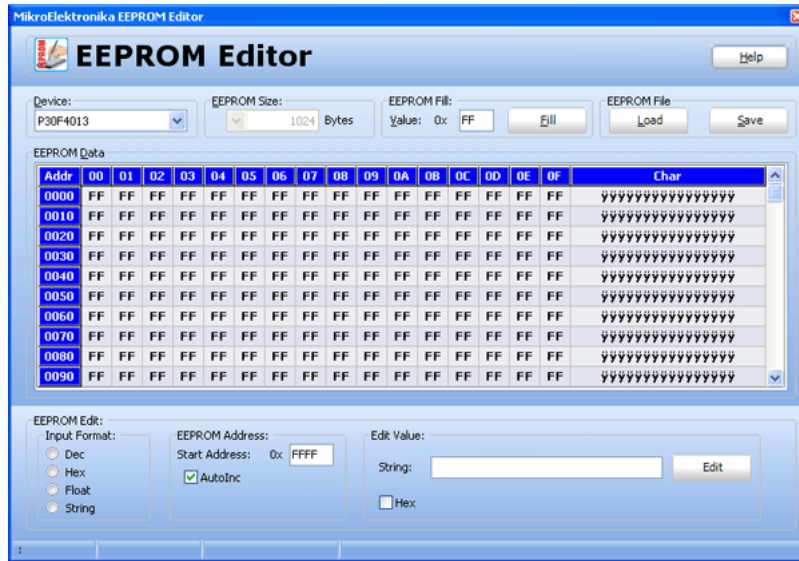 MikroElektronika EEPROM Editor
EEPROM
EEPROM Editor
Help
Device:
EEPROM Size:
EEPROM Fill:
EEPROM File
P30F4013
1024 Bytes
Value: 0x FF
Fill
Load
Save
EEPROM Data
Addr 00 01 02 03 04 05 06 07 08 09 0A 0B 0C 0D 0E 0F Char
0000 FF FF FF FF FF FF FF FF FF FF FF FF FF FF FF FF ÿÿÿÿÿÿÿÿÿÿÿÿÿÿÿÿ
0010 FF FF FF FF FF FF FF FF FF FF FF FF FF FF FF FF ÿÿÿÿÿÿÿÿÿÿÿÿÿÿÿÿ
0020 FF FF FF FF FF FF FF FF FF FF FF FF FF FF FF FF ÿÿÿÿÿÿÿÿÿÿÿÿÿÿÿÿ
0030 FF FF FF FF FF FF FF FF FF FF FF FF FF FF FF FF ÿÿÿÿÿÿÿÿÿÿÿÿÿÿÿÿ
0040 FF FF FF FF FF FF FF FF FF FF FF FF FF FF FF FF ÿÿÿÿÿÿÿÿÿÿÿÿÿÿÿÿ
0050 FF FF FF FF FF FF FF FF FF FF FF FF FF FF FF FF ÿÿÿÿÿÿÿÿÿÿÿÿÿÿÿÿ
0060 FF FF FF FF FF FF FF FF FF FF FF FF FF FF FF FF ÿÿÿÿÿÿÿÿÿÿÿÿÿÿÿÿ
0070 FF FF FF FF FF FF FF FF FF FF FF FF FF FF FF FF ÿÿÿÿÿÿÿÿÿÿÿÿÿÿÿÿ
0080 FF FF FF FF FF FF FF FF FF FF FF FF FF FF FF FF ÿÿÿÿÿÿÿÿÿÿÿÿÿÿÿÿ
0090 FF FF FF FF FF FF FF FF FF FF FF FF FF FF FF FF ÿÿÿÿÿÿÿÿÿÿÿÿÿÿÿÿ
EEPROM Edit:
Input Format:
Dec
Hex
Float
String
EEPROM Address:
Start Address: 0x FFFF
AutoInc
Edit Value:
String:
Edit
Hex
: